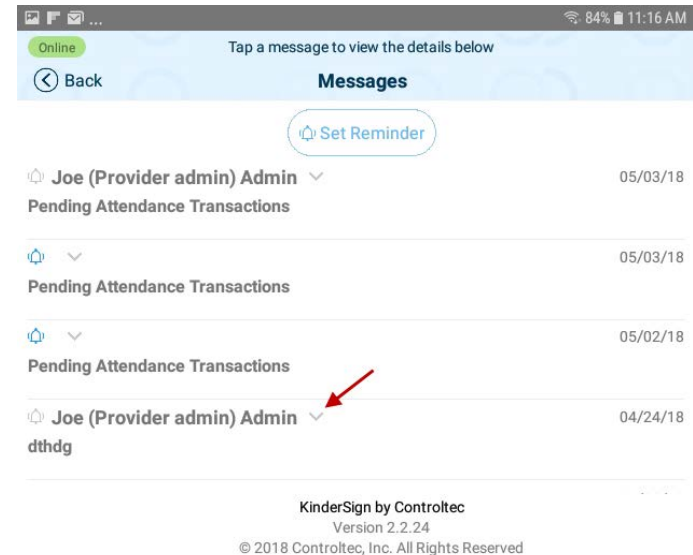 ... 84% 11:16 AM
Online Tap a message to view the details below
Back Messages
Set Reminder
Joe (Provider admin) Admin 05/03/18
Pending Attendance Transactions
05/03/18
Pending Attendance Transactions
05/02/18
Pending Attendance Transactions
Joe (Provider admin) Admin 04/24/18
dthdg
KinderSign by Controltec
Version 2.2.24
© 2018 Controltec, Inc. All Rights Reserved